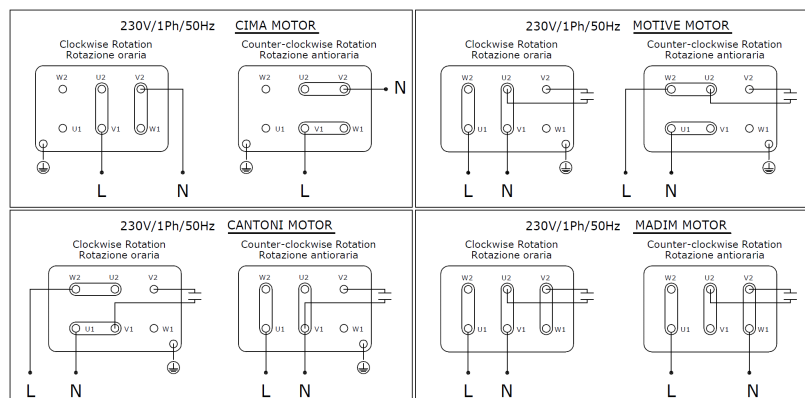 230V/1Ph/50Hz CIMA MOTOR
Clockwise Rotation
Rotazione oraria
W2 U2 V2
U1 V1 W1
L N
Counter-clockwise Rotation
Rotazione antioraria
W2 U2 V2
N
U1 V1 W1
L
230V/1Ph/50Hz MOTIVE MOTOR
Clockwise Rotation
Rotazione oraria
W2 U2 V2
U1 V1 W1
L N
Counter-clockwise Rotation
Rotazione antioraria
W2 U2 V2
U1 V1 W1
L N
230V/1Ph/50Hz CANTONI MOTOR
Clockwise Rotation
Rotazione oraria
W2 U2 V2
U1 V1 W1
L N
Counter-clockwise Rotation
Rotazione antioraria
W2 U2 V2
U1 V1 W1
L N
230V/1Ph/50Hz MADIM MOTOR
Clockwise Rotation
Rotazione oraria
W2 U2 V2
U1 V1 W1
L N
Counter-clockwise Rotation
Rotazione antioraria
W2 U2 V2
U1 V1 W1
L N